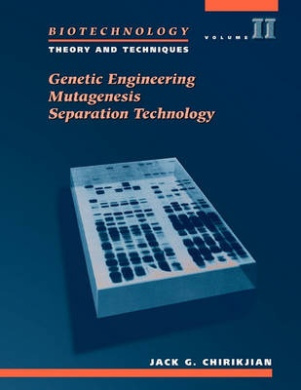 BIOTECHNOLOGY
THEORY AND TECHNIQUES
VOLUME II
Genetic Engineering
Mutagenesis
Separation Technology
JACK G. CHIRIKJIAN